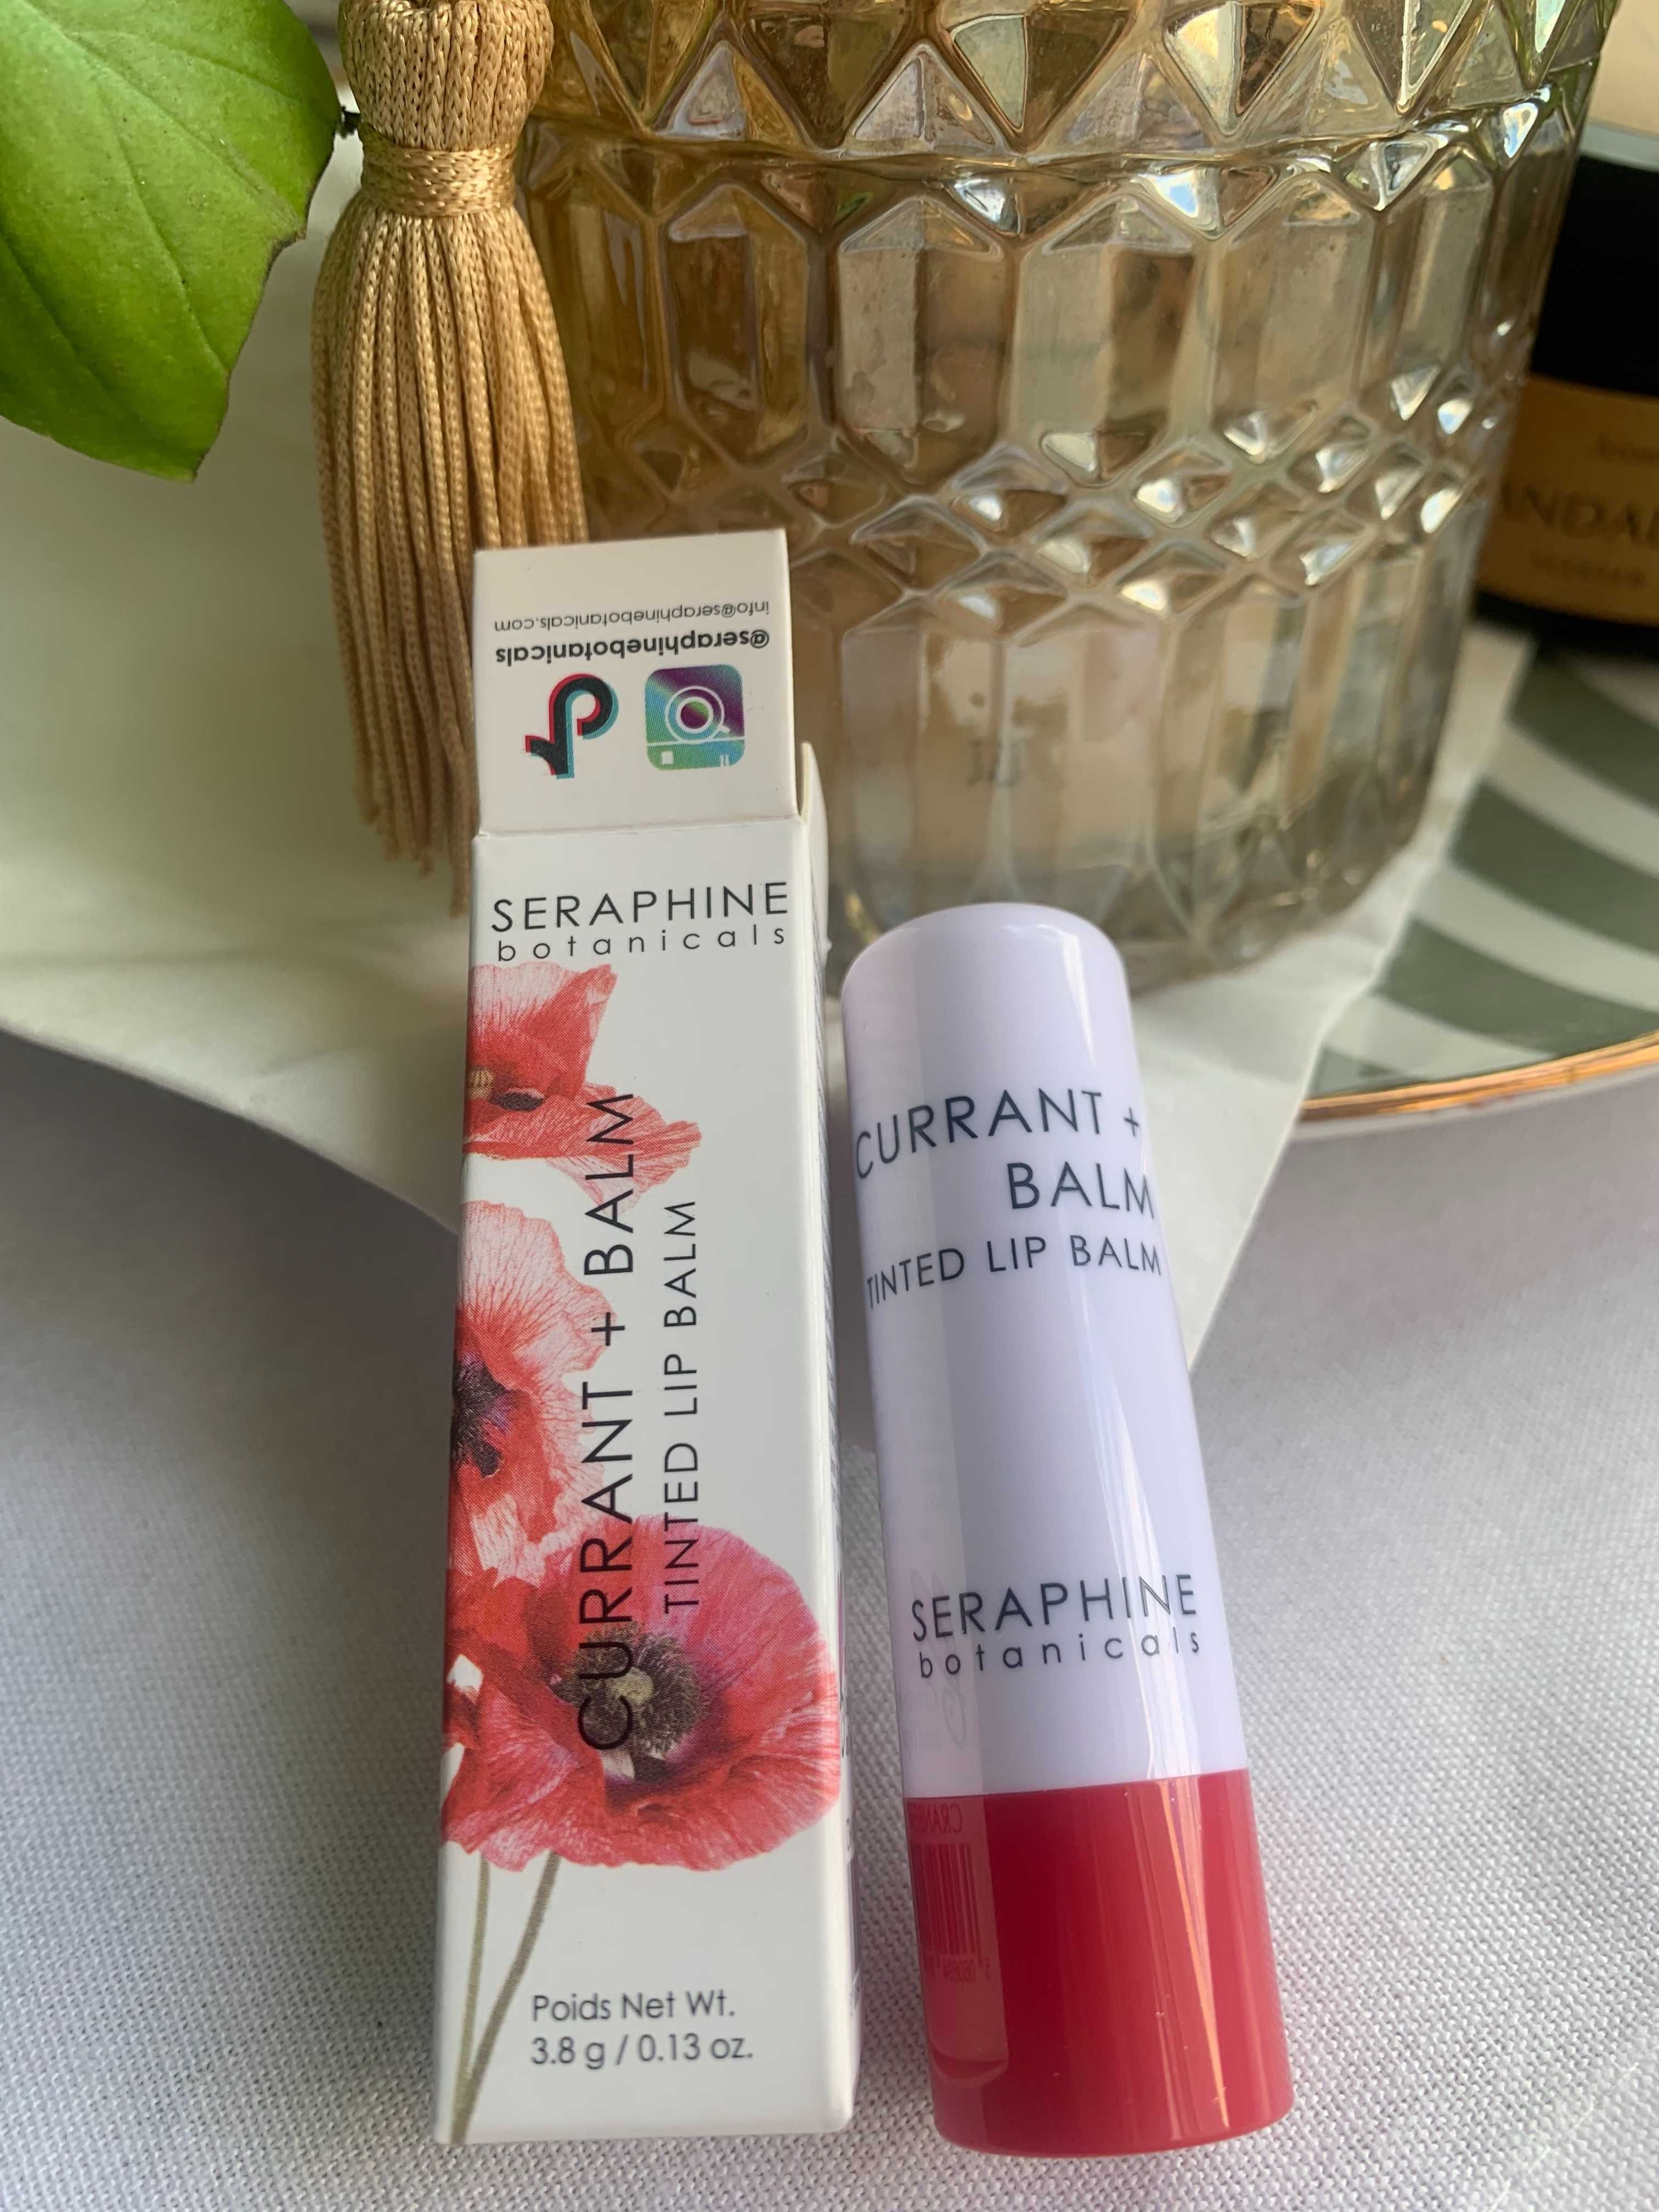 @seraphinebotanicals
info@seraphinebotanicals.com
SERAPHINE
botanicals
CURRANT + BALM
TINTED LIP BALM
Poids Net Wt.
3.8 g / 0.13 oz.
CURRANT +
BALM
TINTED LIP BALM
SERAPHINE
botanicals